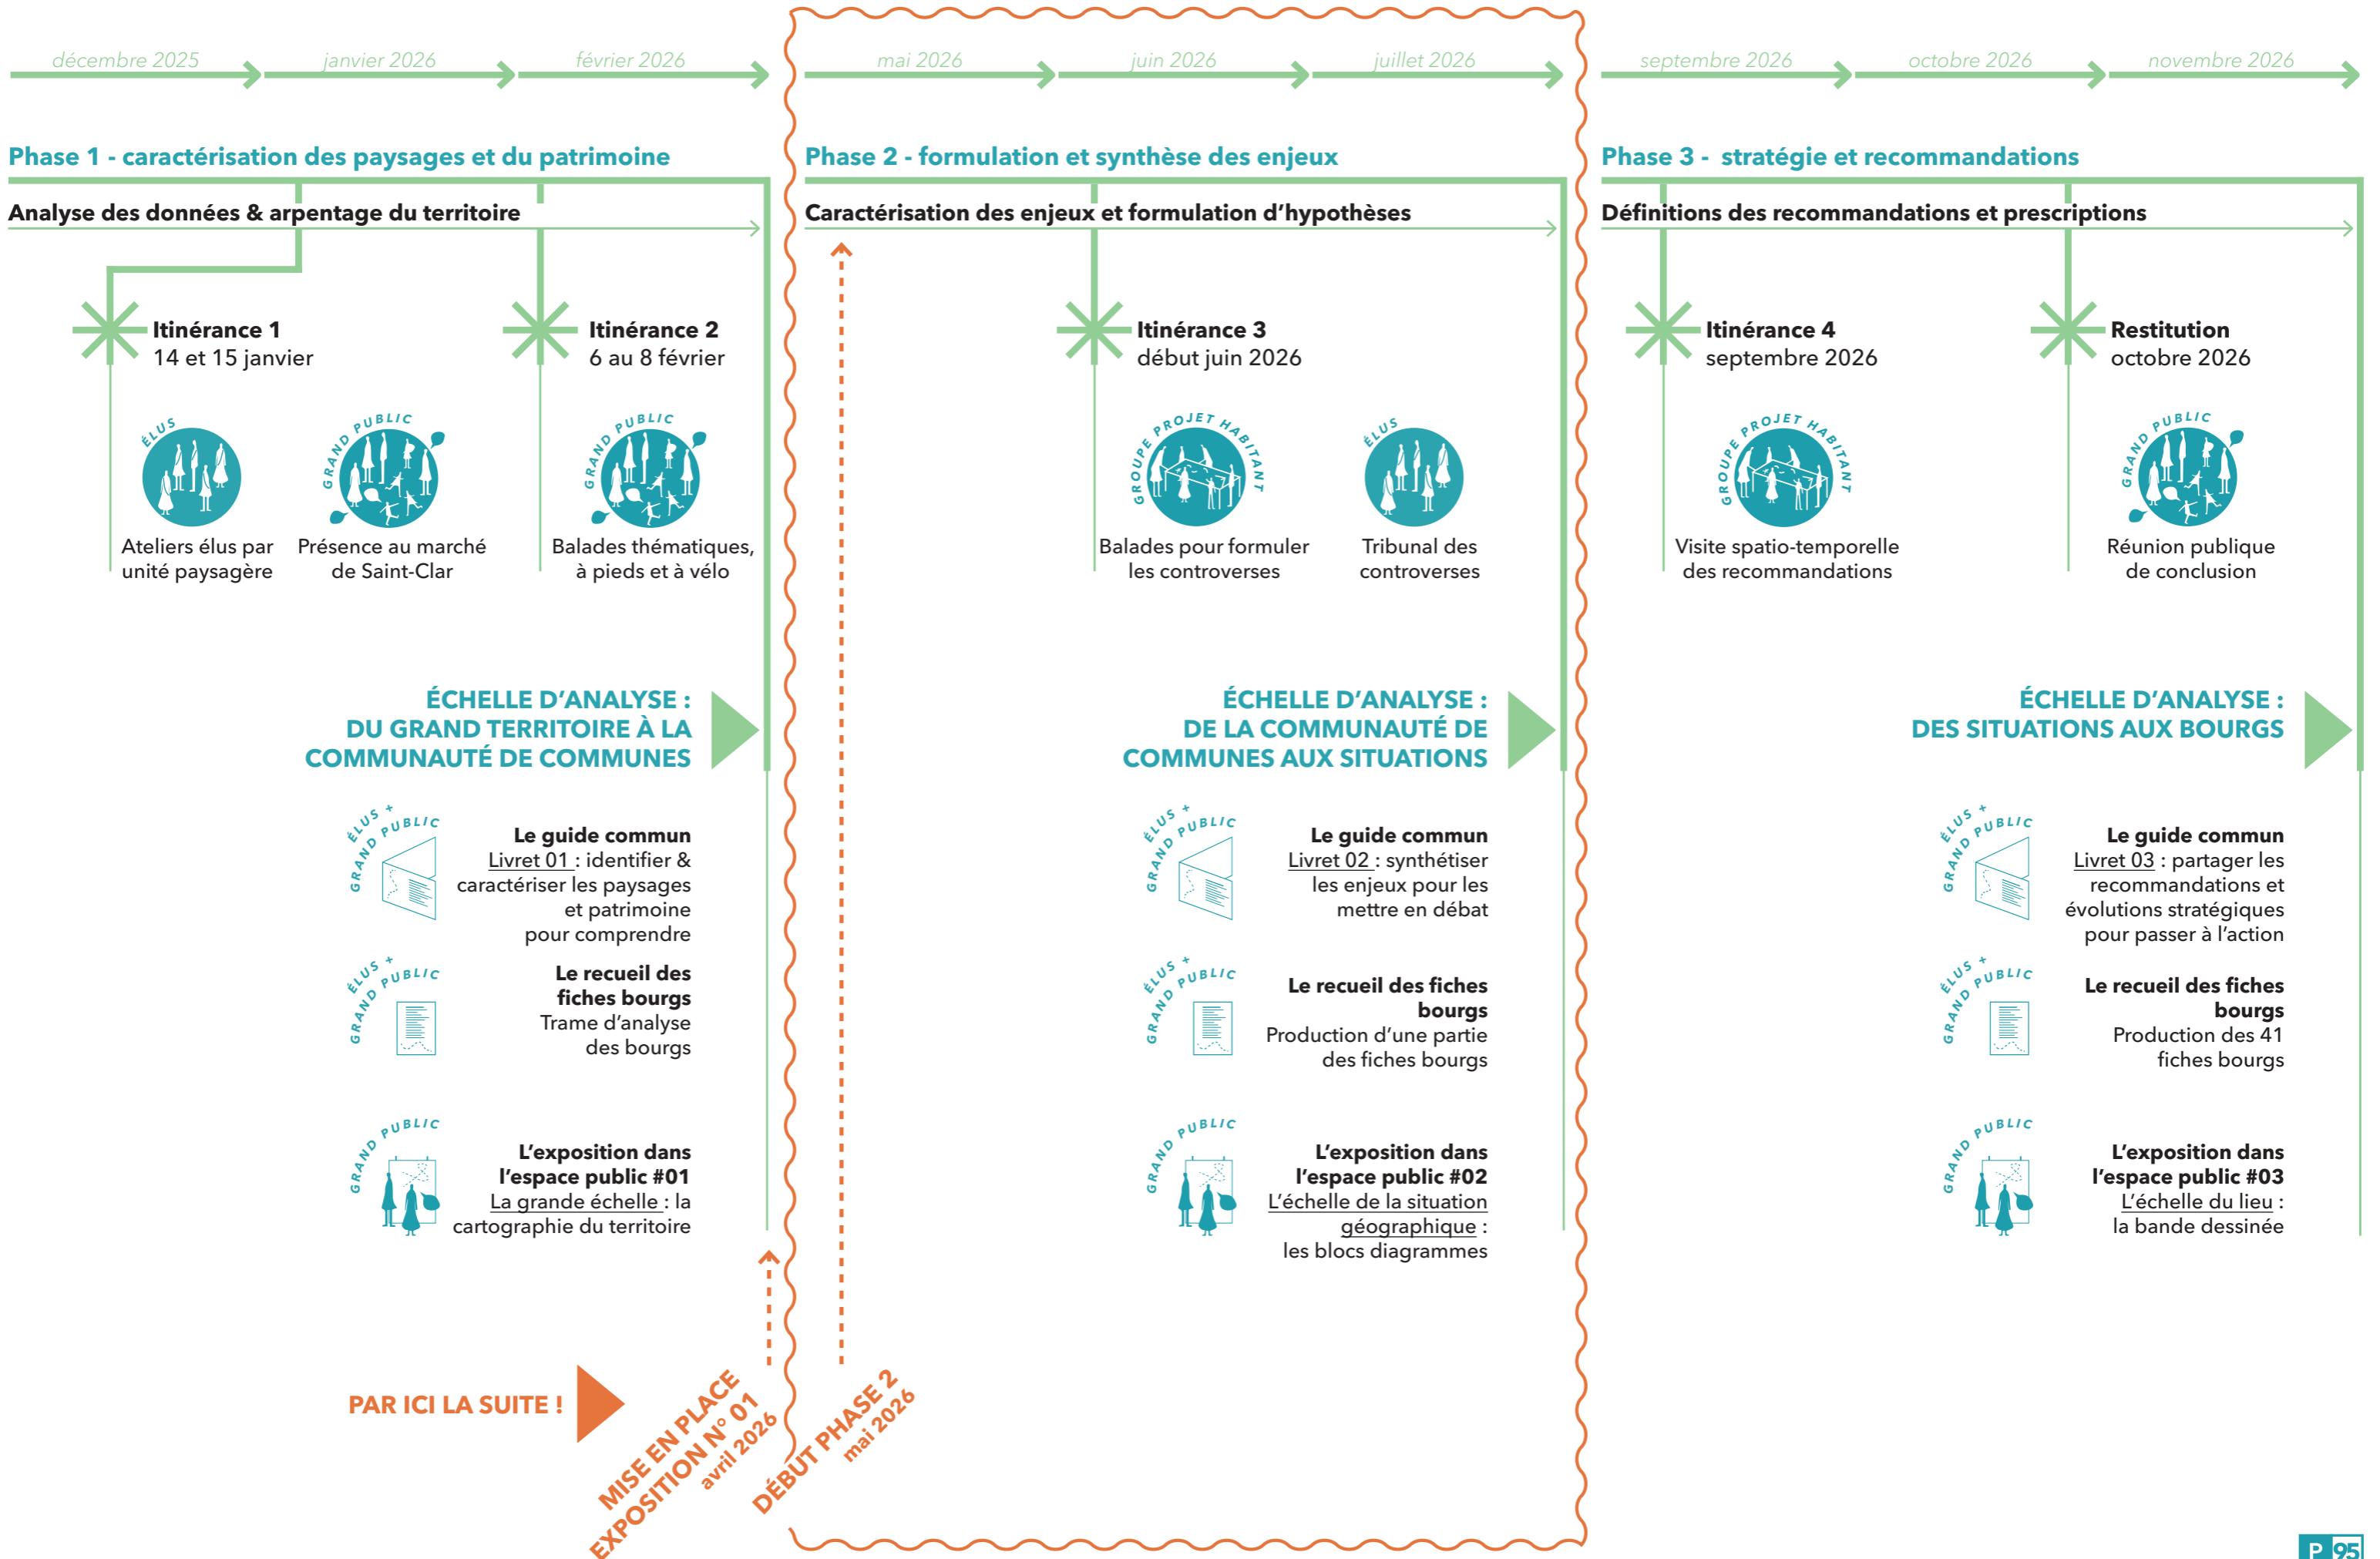 décembre 2025
janvier 2026
février 2026
mai 2026
juin 2026
juillet 2026
septembre 2026
octobre 2026
novembre 2026
Phase 1 - caractérisation des paysages et du patrimoine
Analyse des données & arpentage du territoire
Itinérance 1
14 et 15 janvier
Itinérance 2
6 au 8 février
ÉLUS
GRAND PUBLIC
GRAND PUBLIC
Ateliers élus par
unité paysagère
Présence au marché
de Saint-Clar
Balades thématiques,
à pieds et à vélo
ÉCHELLE D'ANALYSE :
DU GRAND TERRITOIRE À LA
COMMUNAUTÉ DE COMMUNES
ÉLUS +
GRAND PUBLIC
Le guide commun
Livret 01 : identifier &
caractériser les paysages
et patrimoine
pour comprendre
ÉLUS +
GRAND PUBLIC
Le recueil des
fiches bourgs
Trame d'analyse
des bourgs
GRAND PUBLIC
L'exposition dans
l'espace public #01
La grande échelle : la
cartographie du territoire
PAR ICI LA SUITE !
MISE EN PLACE
EXPOSITION N° 01
avril 2026
DÉBUT PHASE 2
mai 2026
Phase 2 - formulation et synthèse des enjeux
Caractérisation des enjeux et formulation d'hypothèses
Itinérance 3
début juin 2026
GROUPE PROJET HABITANT
ÉLUS
Balades pour formuler
les controverses
Tribunal des
controverses
ÉCHELLE D'ANALYSE :
DE LA COMMUNAUTÉ DE
COMMUNES AUX SITUATIONS
ÉLUS +
GRAND PUBLIC
Le guide commun
Livret 02 : synthétiser
les enjeux pour les
mettre en débat
ÉLUS +
GRAND PUBLIC
Le recueil des fiches
bourgs
Production d'une partie
des fiches bourgs
GRAND PUBLIC
L'exposition dans
l'espace public #02
L'échelle de la situation
géographique :
les blocs diagrammes
Phase 3 -  stratégie et recommandations
Définitions des recommandations et prescriptions
Itinérance 4
septembre 2026
Restitution
octobre 2026
GROUPE PROJET HABITANT
GRAND PUBLIC
Visite spatio-temporelle
des recommandations
Réunion publique
de conclusion
ÉCHELLE D'ANALYSE :
DES SITUATIONS AUX BOURGS
ÉLUS +
GRAND PUBLIC
Le guide commun
Livret 03 : partager les
recommandations et
évolutions stratégiques
pour passer à l'action
ÉLUS +
GRAND PUBLIC
Le recueil des fiches
bourgs
Production des 41
fiches bourgs
GRAND PUBLIC
L'exposition dans
l'espace public #03
L'échelle du lieu :
la bande dessinée
P 95